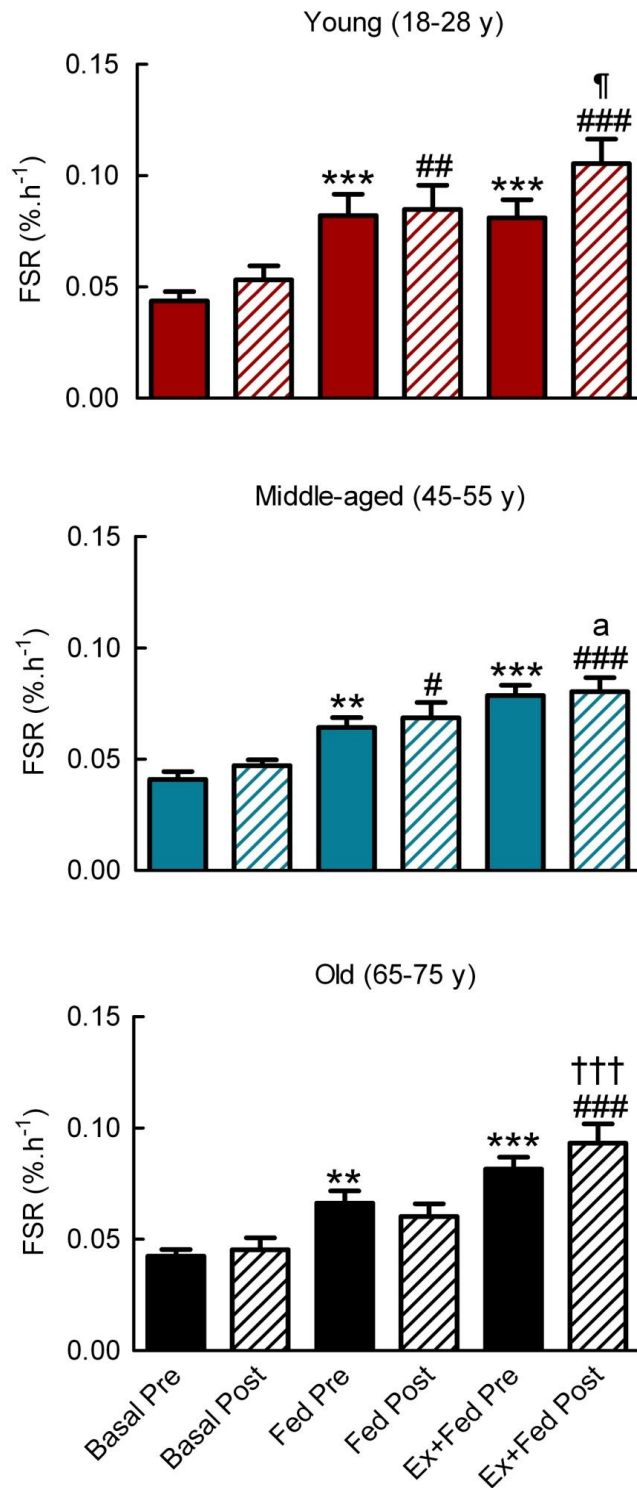 Young (18-28 y)
0.15
0.10
0.05
0.00
FSR (%.h-1)
***
##
***
¶
###
Middle-aged (45-55 y)
0.15
0.10
0.05
0.00
FSR (%.h-1)
**
#
***
a
###
Old (65-75 y)
0.15
0.10
0.05
0.00
FSR (%.h-1)
**
***
†††
###
Basal Pre
Basal Post
Fed Pre
Fed Post
Ex+Fed Pre
Ex+Fed Post